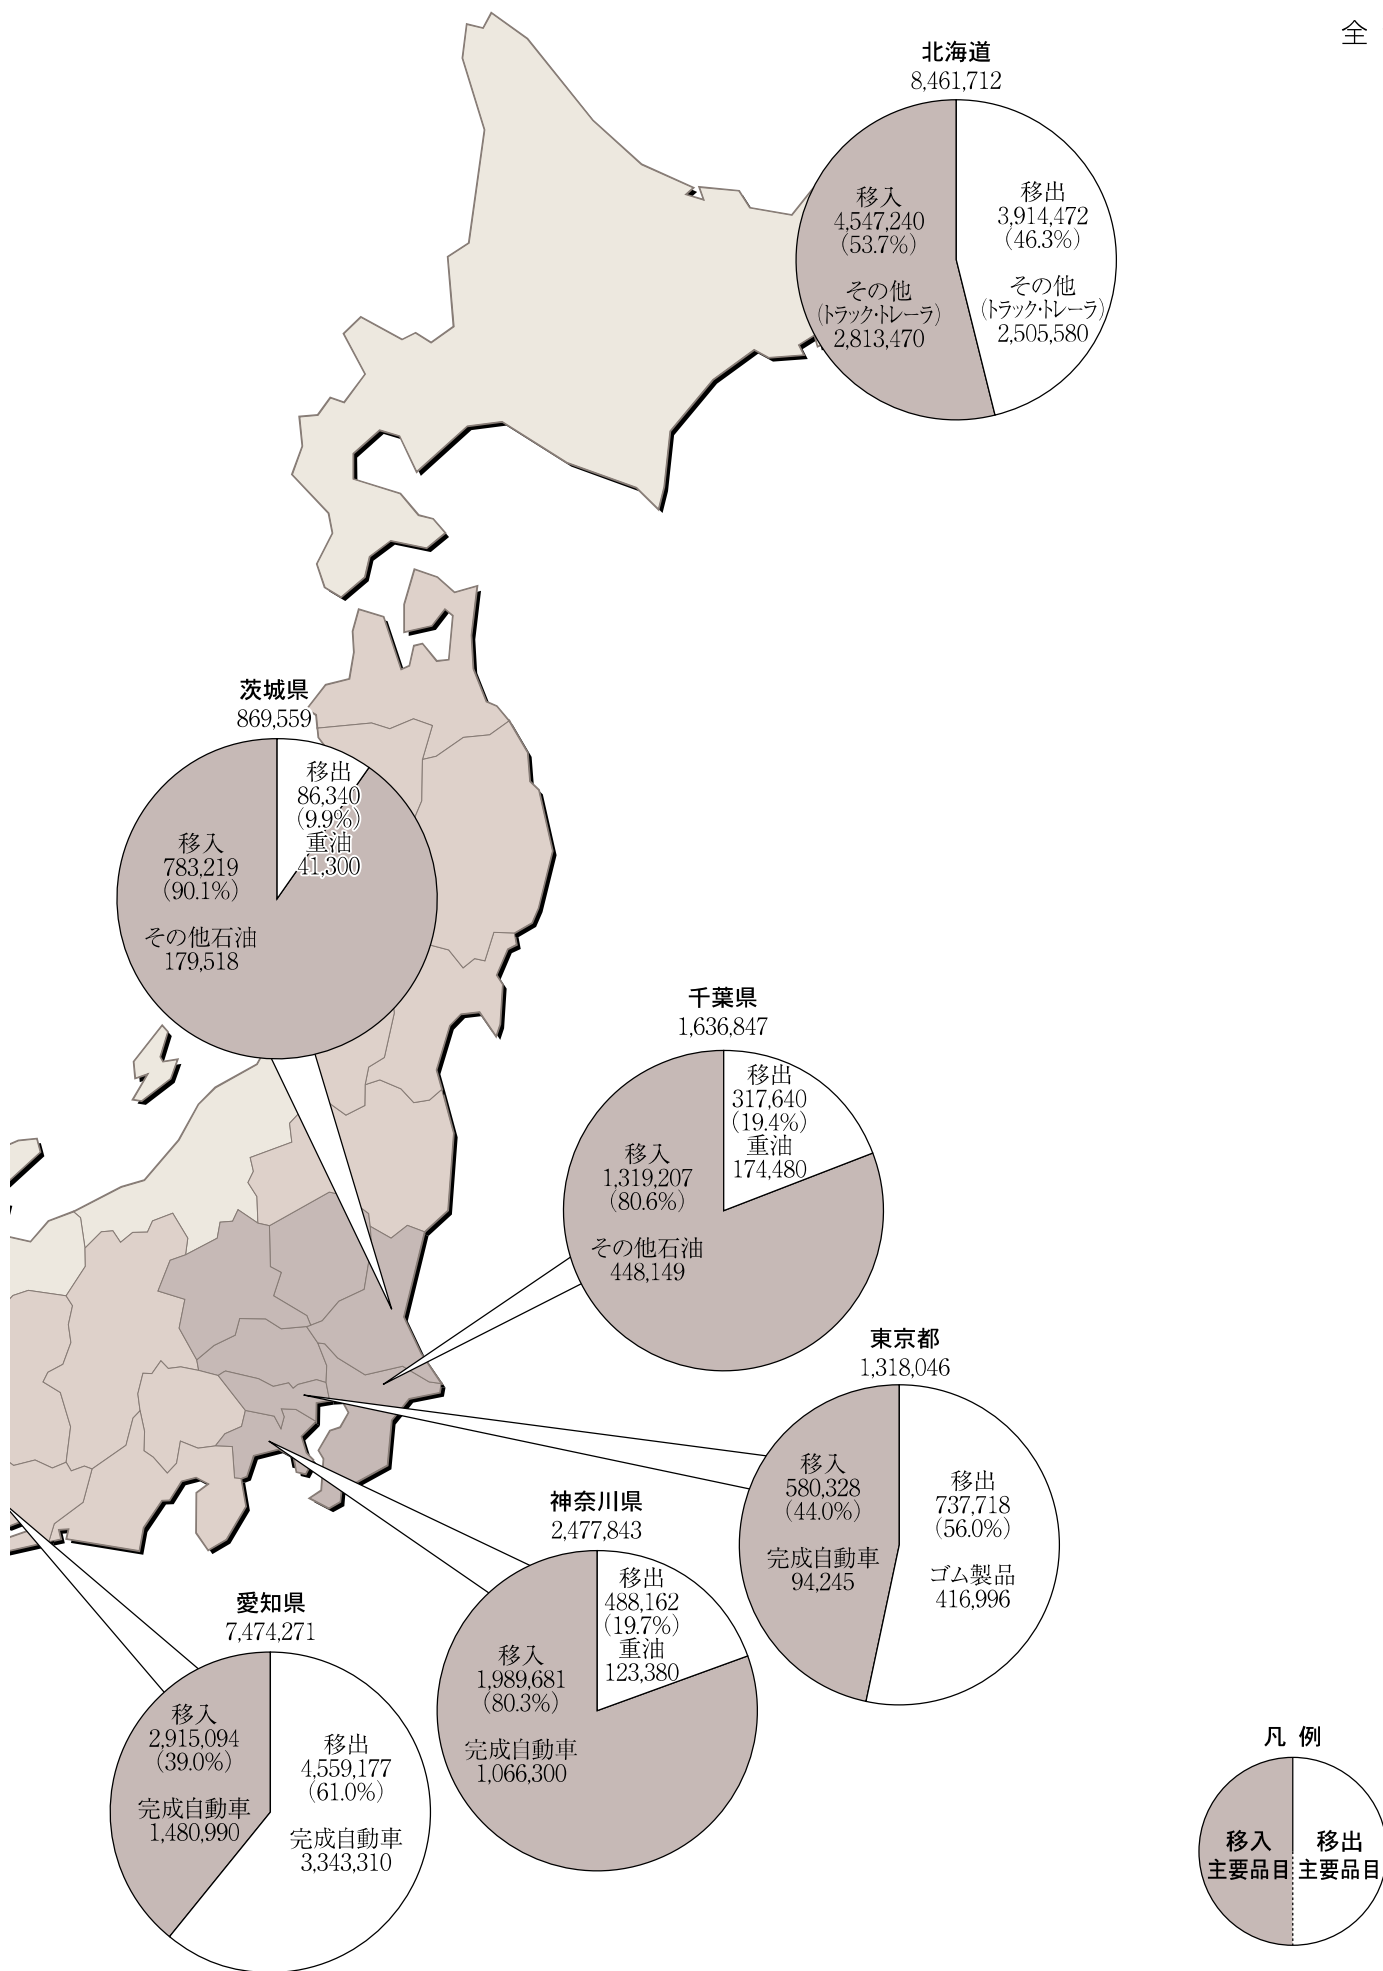 全
北海道
8,461,712
移入
4,547,240
(53.7%)
その他
(トラック・トレーラ)
2,813,470
移出
3,914,472
(46.3%)
その他
(トラック・トレーラ)
2,505,580
茨城県
869,559
移入
783,219
(90.1%)
その他石油
179,518
移出
86,340
(9.9%)
重油
41,300
千葉県
1,636,847
移入
1,319,207
(80.6%)
その他石油
448,149
移出
317,640
(19.4%)
重油
174,480
東京都
1,318,046
移入
580,328
(44.0%)
完成自動車
94,245
移出
737,718
(56.0%)
ゴム製品
416,996
神奈川県
2,477,843
移入
1,989,681
(80.3%)
完成自動車
1,066,300
移出
488,162
(19.7%)
重油
123,380
愛知県
7,474,271
移入
2,915,094
(39.0%)
完成自動車
1,480,990
移出
4,559,177
(61.0%)
完成自動車
3,343,310
凡 例
移入
主要品目
移出
主要品目